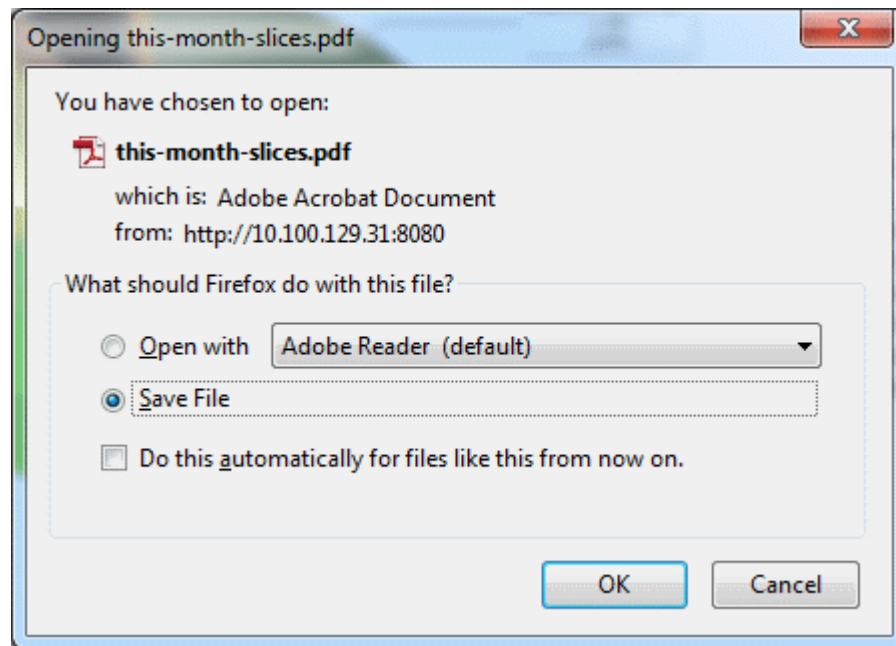 Opening this-month-slices.pdf
You have chosen to open:
this-month-slices.pdf
which is: Adobe Acrobat Document
from: http://10.100.129.31:8080
What should Firefox do with this file?
Open with Adobe Reader (default)
Save File
Do this automatically for files like this from now on.
OK Cancel